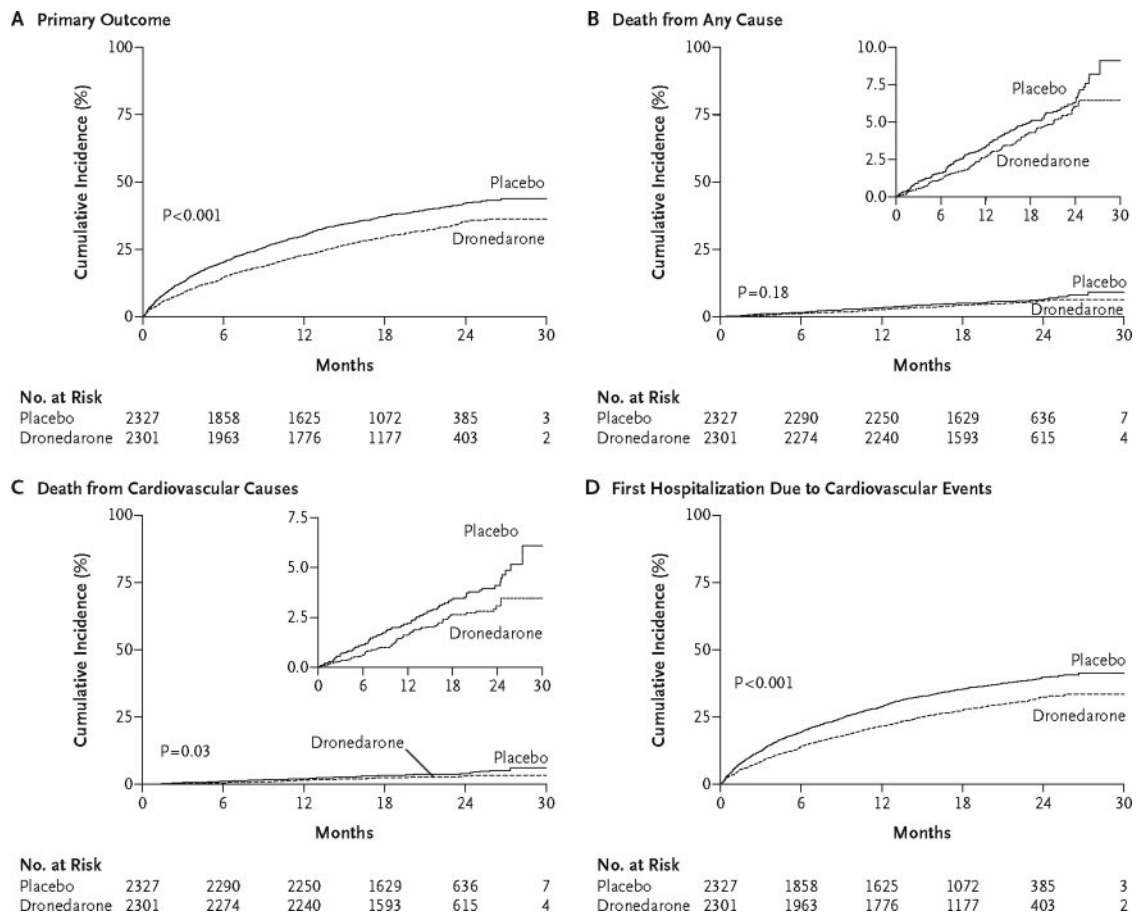 A Primary Outcome
100
75
50
25
0
Cumulative Incidence (%)
P<0.001
Placebo
Dronedarone
0 6 12 18 24 30
Months
No. at Risk
Placebo 2327 1858 1625 1072 385 3
Dronedarone 2301 1963 1776 1177 403 2
B Death from Any Cause
100
75
50
25
0
Cumulative Incidence (%)
10.0
7.5
5.0
2.5
0.0
Placebo
Dronedarone
0 6 12 18 24 30
P=0.18
Placebo
Dronedarone
0 6 12 18 24 30
Months
No. at Risk
Placebo 2327 2290 2250 1629 636 7
Dronedarone 2301 2274 2240 1593 615 4
C Death from Cardiovascular Causes
100
75
50
25
0
Cumulative Incidence (%)
7.5
5.0
2.5
0.0
Placebo
Dronedarone
0 6 12 18 24 30
P=0.03
Dronedarone
Placebo
0 6 12 18 24 30
Months
No. at Risk
Placebo 2327 2290 2250 1629 636 7
Dronedarone 2301 2274 2240 1593 615 4
D First Hospitalization Due to Cardiovascular Events
100
75
50
25
0
Cumulative Incidence (%)
P<0.001
Placebo
Dronedarone
0 6 12 18 24 30
Months
No. at Risk
Placebo 2327 1858 1625 1072 385 3
Dronedarone 2301 1963 1776 1177 403 2